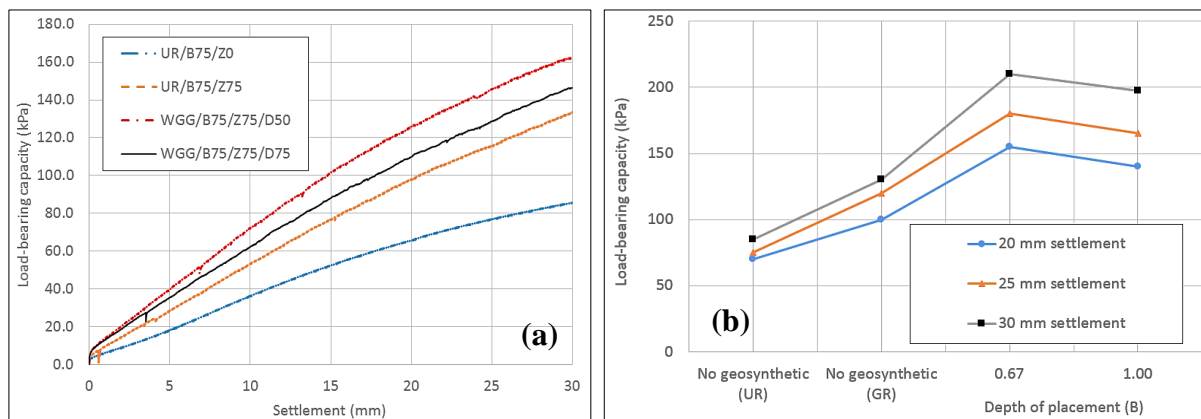 180.0
160.0
140.0
120.0
100.0
80.0
60.0
40.0
20.0
0.0
Load-bearing capacity (kPa)
UR/B75/Z0
UR/B75/Z75
WGG/B75/Z75/D50
WGG/B75/Z75/D75
(a)
0 5 10 15 20 25 30
Settlement (mm)
250
200
150
100
50
0
Load-bearing capacity (kPa)
20 mm settlement
25 mm settlement
30 mm settlement
(b)
No geosynthetic No geosynthetic 0.67 1.00
(UR) (GR) Depth of placement (B)